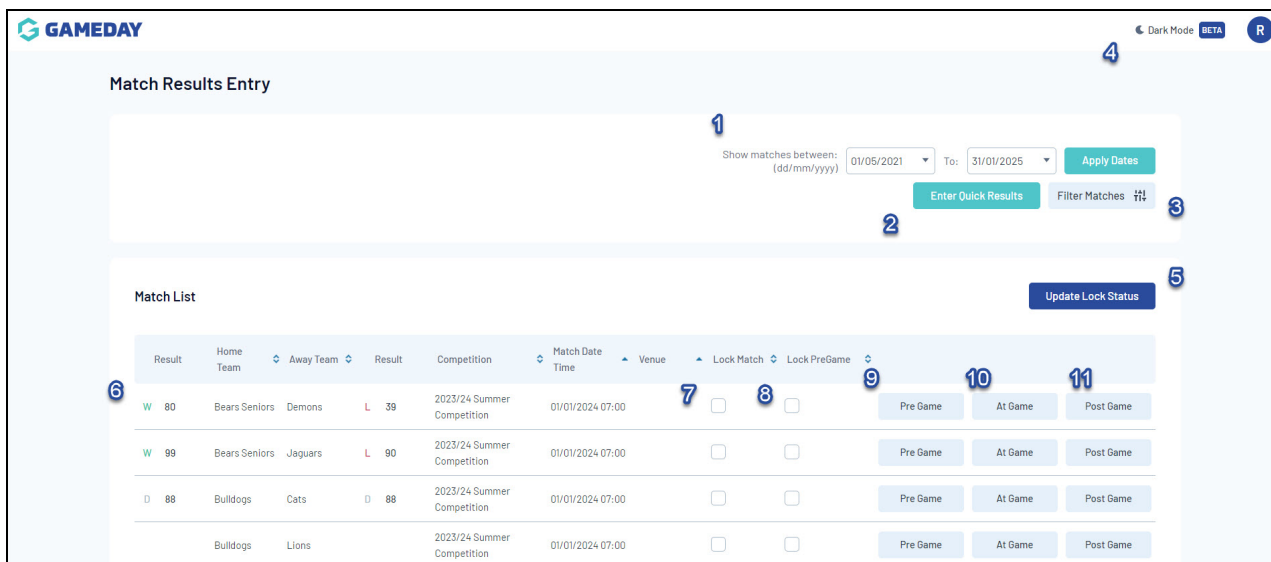 GAMEDAY
Dark Mode BETA R
4
Match Results Entry
1
Show matches between:
(dd/mm/yyyy) 01/05/2021 To: 31/01/2025 Apply Dates
Enter Quick Results Filter Matches
3
2
5
Match List Update Lock Status
Result Home Team Away Team Result Competition Match Date Time Venue Lock Match Lock PreGame
6 7 8 9 10 11
W 80 Bears Seniors Demons L 39 2023/24 Summer Competition 01/01/2024 07:00 Pre Game At Game Post Game
W 99 Bears Seniors Jaguars L 90 2023/24 Summer Competition 01/01/2024 07:00 Pre Game At Game Post Game
D 88 Bulldogs Cats D 88 2023/24 Summer Competition 01/01/2024 07:00 Pre Game At Game Post Game
Bulldogs Lions 2023/24 Summer Competition 01/01/2024 07:00 Pre Game At Game Post Game